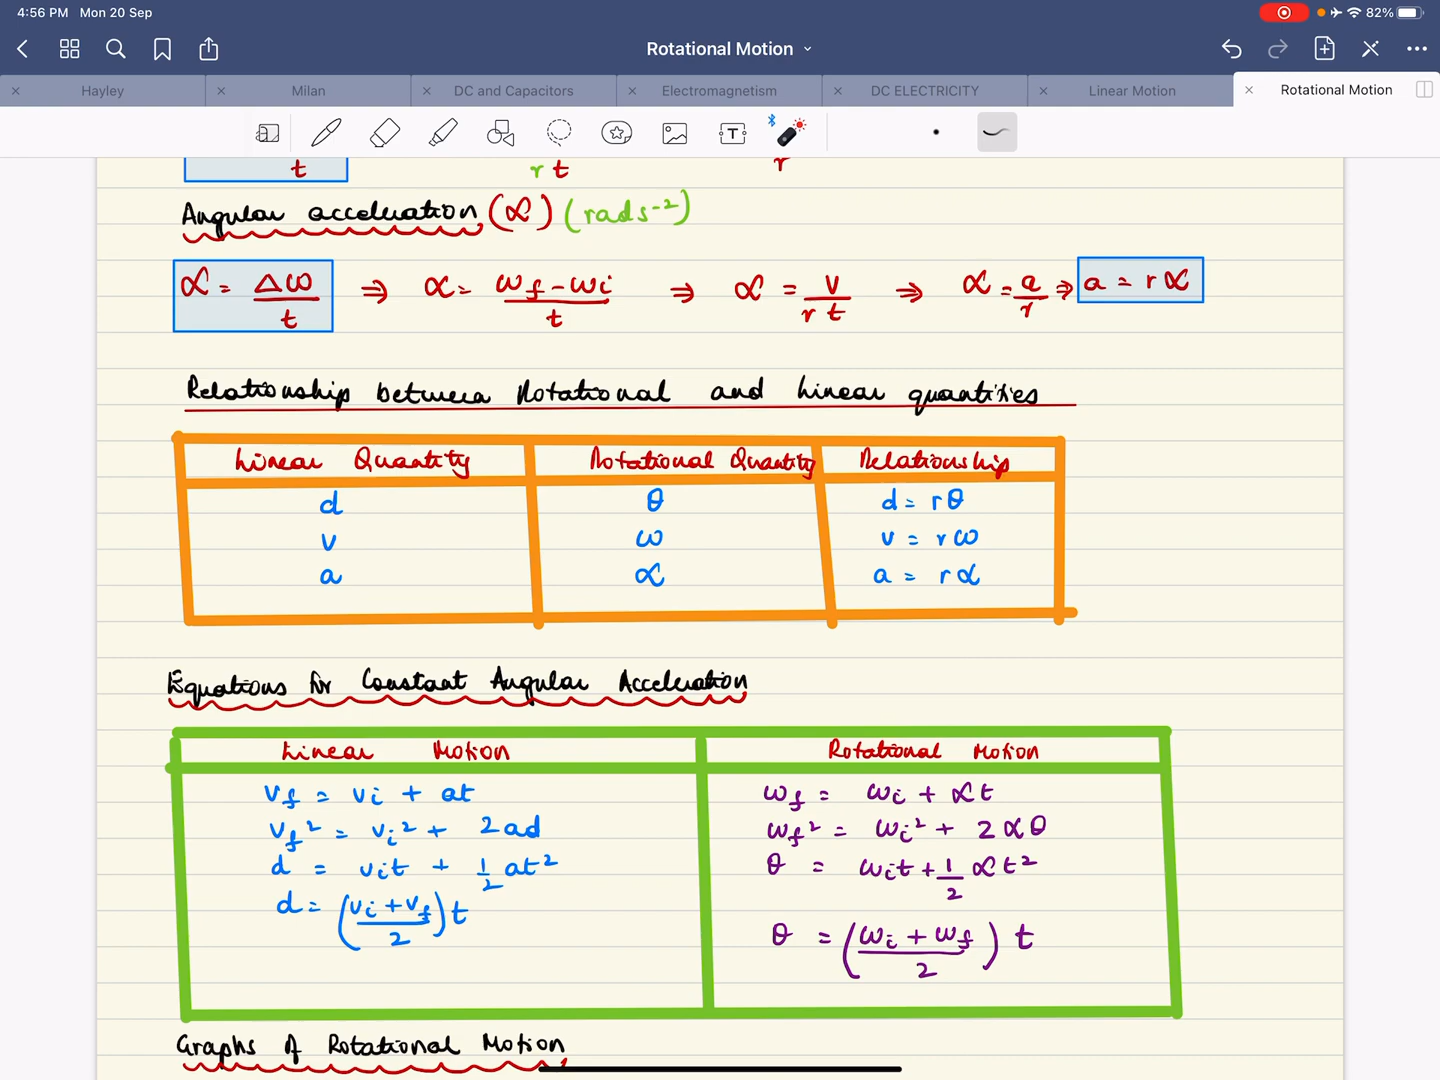 4:56 PM Mon 20 Sep 82%
Rotational Motion
Hayley Milan DC and Capacitors Electromagnetism DC ELECTRICITY Linear Motion Rotational Motion
t r t r
Angular acceleration (α) (rads⁻²)
α = Δω/t ⇒ α = ωf - ωi/t ⇒ α = v/r t ⇒ α = a/r ⇒ a = rα
Relationship between Rotational and Linear quantities
Linear Quantity Rotational Quantity Relationship
d θ d = rθ
v ω v = rω
a α a = rα
Equations for Constant Angular Acceleration
Linear Motion Rotational Motion
vf = vi + at ωf = ωi + αt
vf² = vi² + 2ad ωf² = ωi² + 2αθ
d = vit + 1/2 at² θ = ωit + 1/2 αt²
d = (vi + vf/2)t θ = (ωi + ωf/2) t
Graphs of Rotational Motion